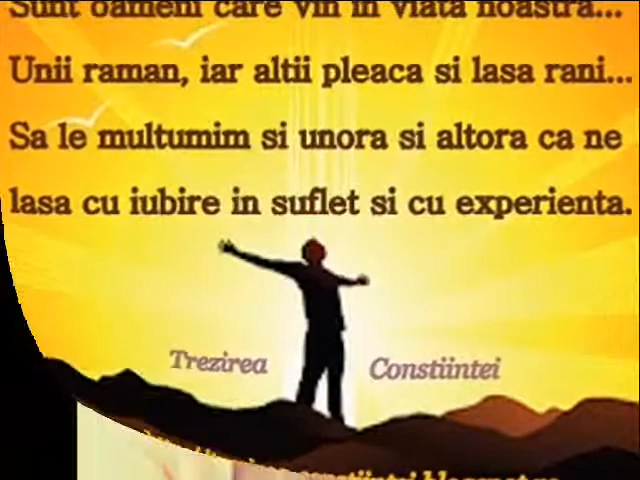 Sunt oameni care vin in viata noastra...
Unii raman, iar altii pleaca si lasa rani...
Sa le multumim si unora si altora ca ne
lasa cu iubire in suflet si cu experienta.
Trezirea Constiintei